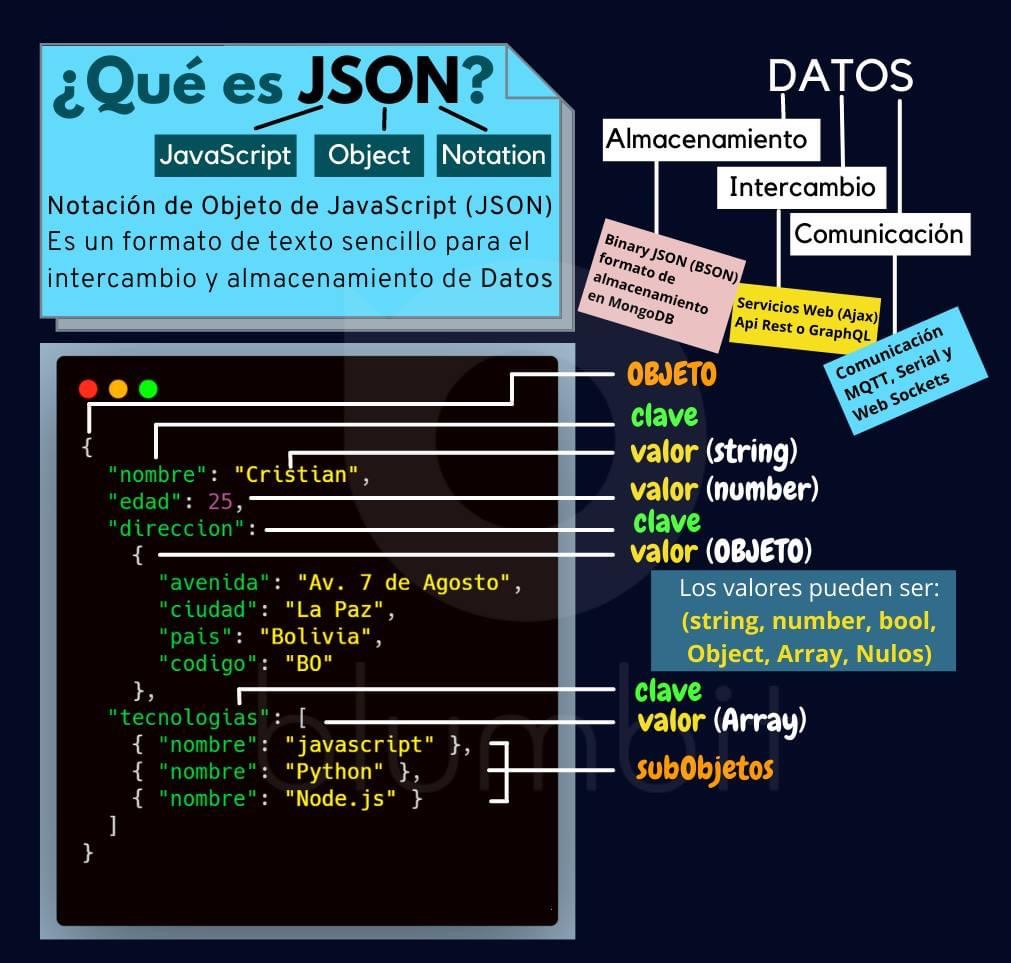 ¿Qué es JSON?
JavaScript Object Notation
Notación de Objeto de JavaScript (JSON)
Es un formato de texto sencillo para el
intercambio y almacenamiento de Datos
DATOS
Almacenamiento
Intercambio
Comunicación
Binary JSON (BSON)
formato de
almacenamiento
en MongoDB
Servicios Web (Ajax)
Api Rest o GraphQL
Comunicación
MQTT, Serial y
Web Sockets
{
"nombre": "Cristian",
"edad": 25,
"direccion":
{
"avenida": "Av. 7 de Agosto",
"ciudad": "La Paz",
"pais": "Bolivia",
"codigo": "BO"
},
"tecnologias": [
{ "nombre": "javascript" },
{ "nombre": "Python" },
{ "nombre": "Node.js" }
]
}
OBJETO
clave
valor (string)
valor (number)
clave
valor (OBJETO)
Los valores pueden ser:
(string, number, bool,
Object, Array, Nulos)
clave
valor (Array)
subObjetos
blumbit